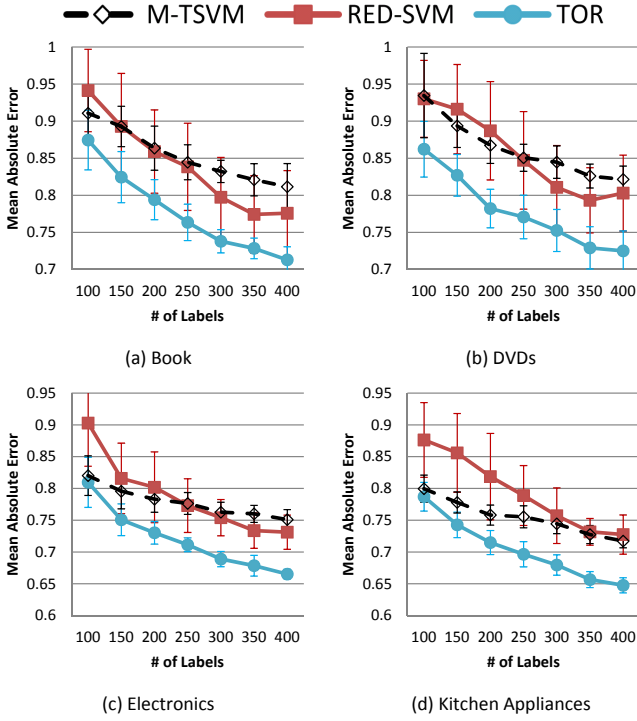 M-TSVM RED-SVM TOR
Mean Absolute Error
1
0.95
0.9
0.85
0.8
0.75
0.7
100 150 200 250 300 350 400
# of Labels
(a) Book
Mean Absolute Error
1
0.95
0.9
0.85
0.8
0.75
0.7
100 150 200 250 300 350 400
# of Labels
(b) DVDs
Mean Absolute Error
0.95
0.9
0.85
0.8
0.75
0.7
0.65
0.6
100 150 200 250 300 350 400
# of Labels
(c) Electronics
Mean Absolute Error
0.95
0.9
0.85
0.8
0.75
0.7
0.65
0.6
100 150 200 250 300 350 400
# of Labels
(d) Kitchen Appliances